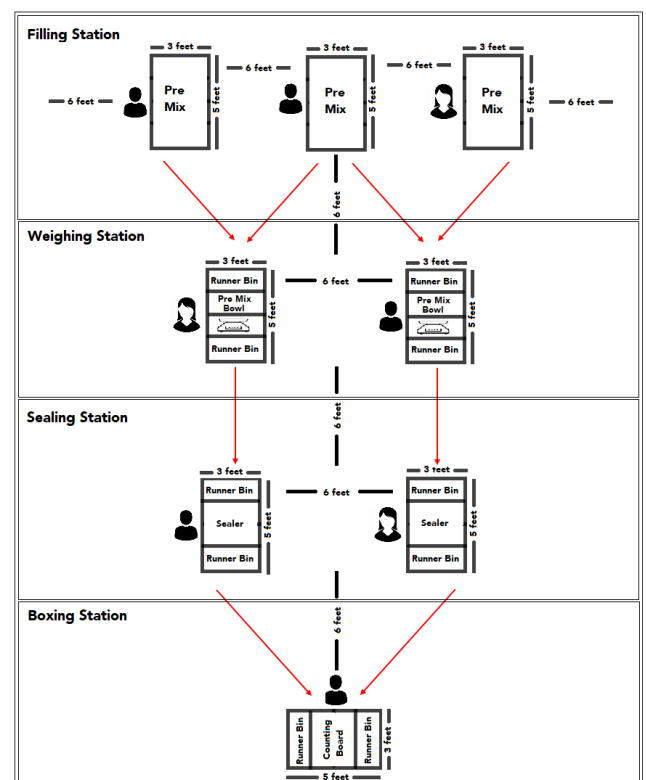 Filling Station
3 feet
3 feet
3 feet
6 feet
6 feet
6 feet
6 feet
Pre
Mix
5 feet
Pre
Mix
5 feet
Pre
Mix
5 feet
6 feet
Weighing Station
3 feet
3 feet
6 feet
Runner Bin
Pre Mix
Bowl
Runner Bin
5 feet
Runner Bin
Pre Mix
Bowl
Runner Bin
5 feet
Sealing Station
6 feet
3 feet
3 feet
6 feet
Runner Bin
Sealer
Runner Bin
5 feet
Runner Bin
Sealer
Runner Bin
5 feet
Boxing Station
6 feet
Runner Bin
Counting
Board
Runner Bin
3 feet
5 feet